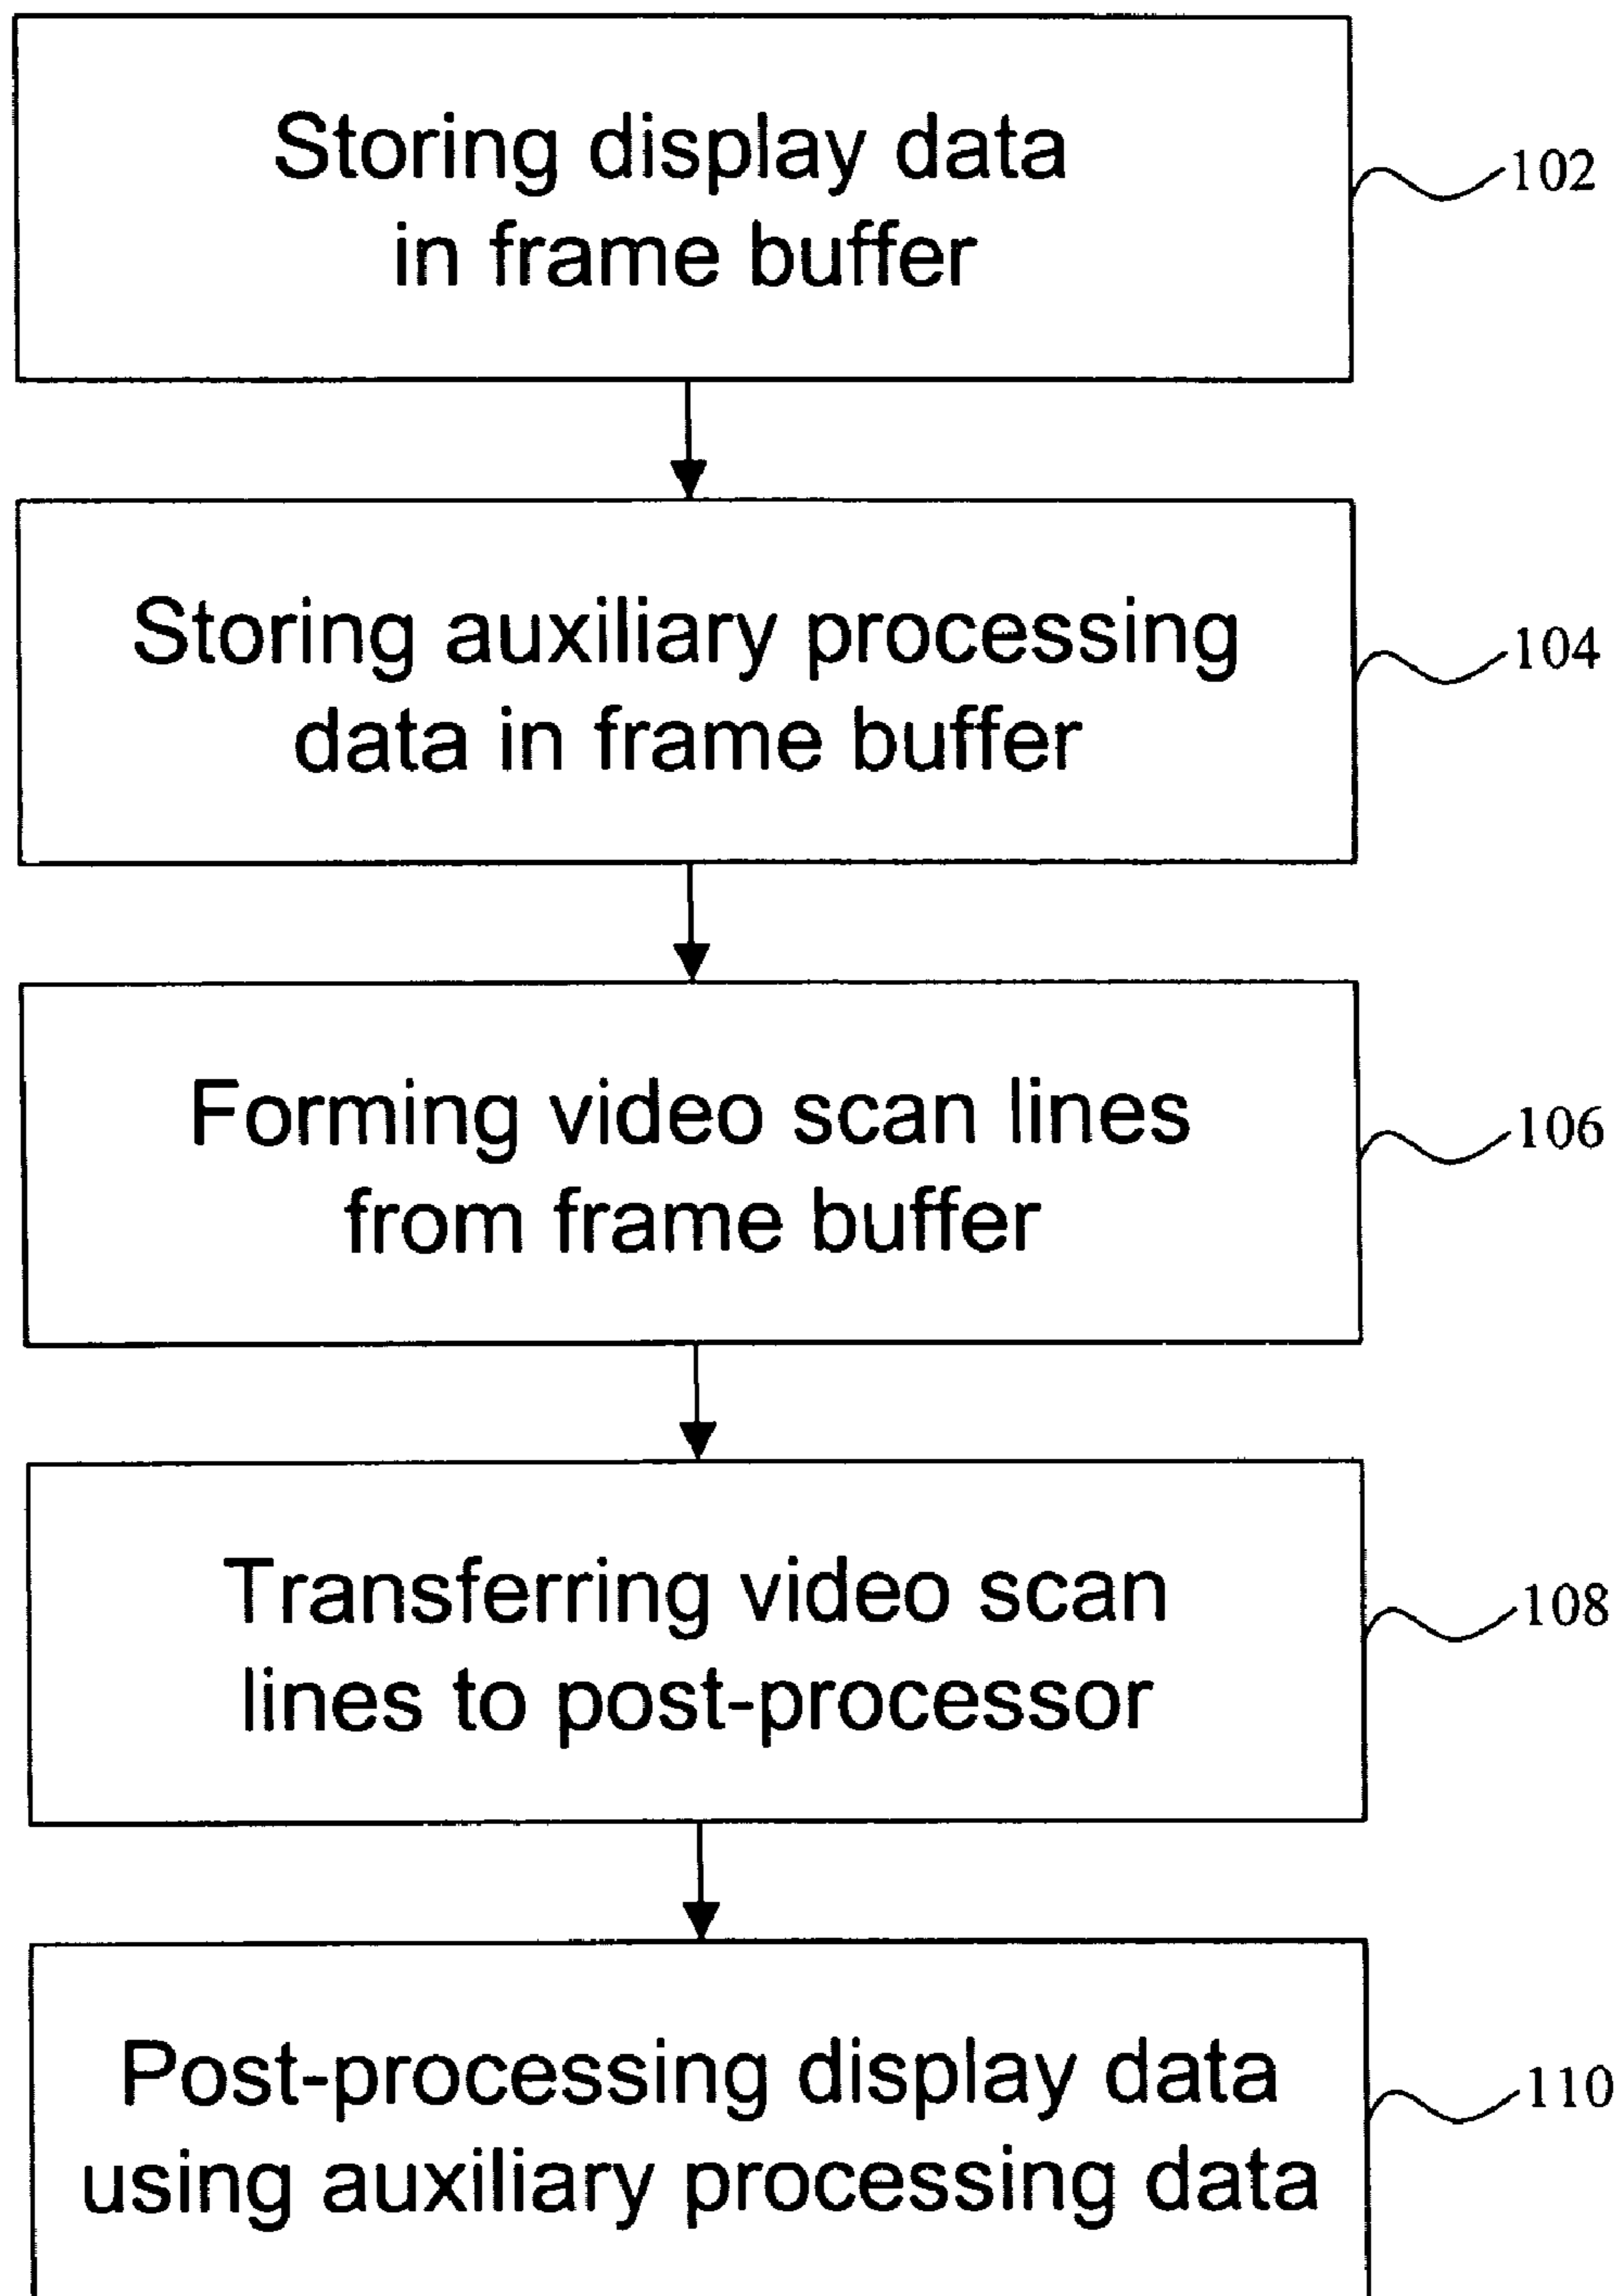 Storing display data
in frame buffer
102
Storing auxiliary processing
data in frame buffer
104
Forming video scan lines
from frame buffer
106
Transferring video scan
lines to post-processor
108
Post-processing display data
using auxiliary processing data
110